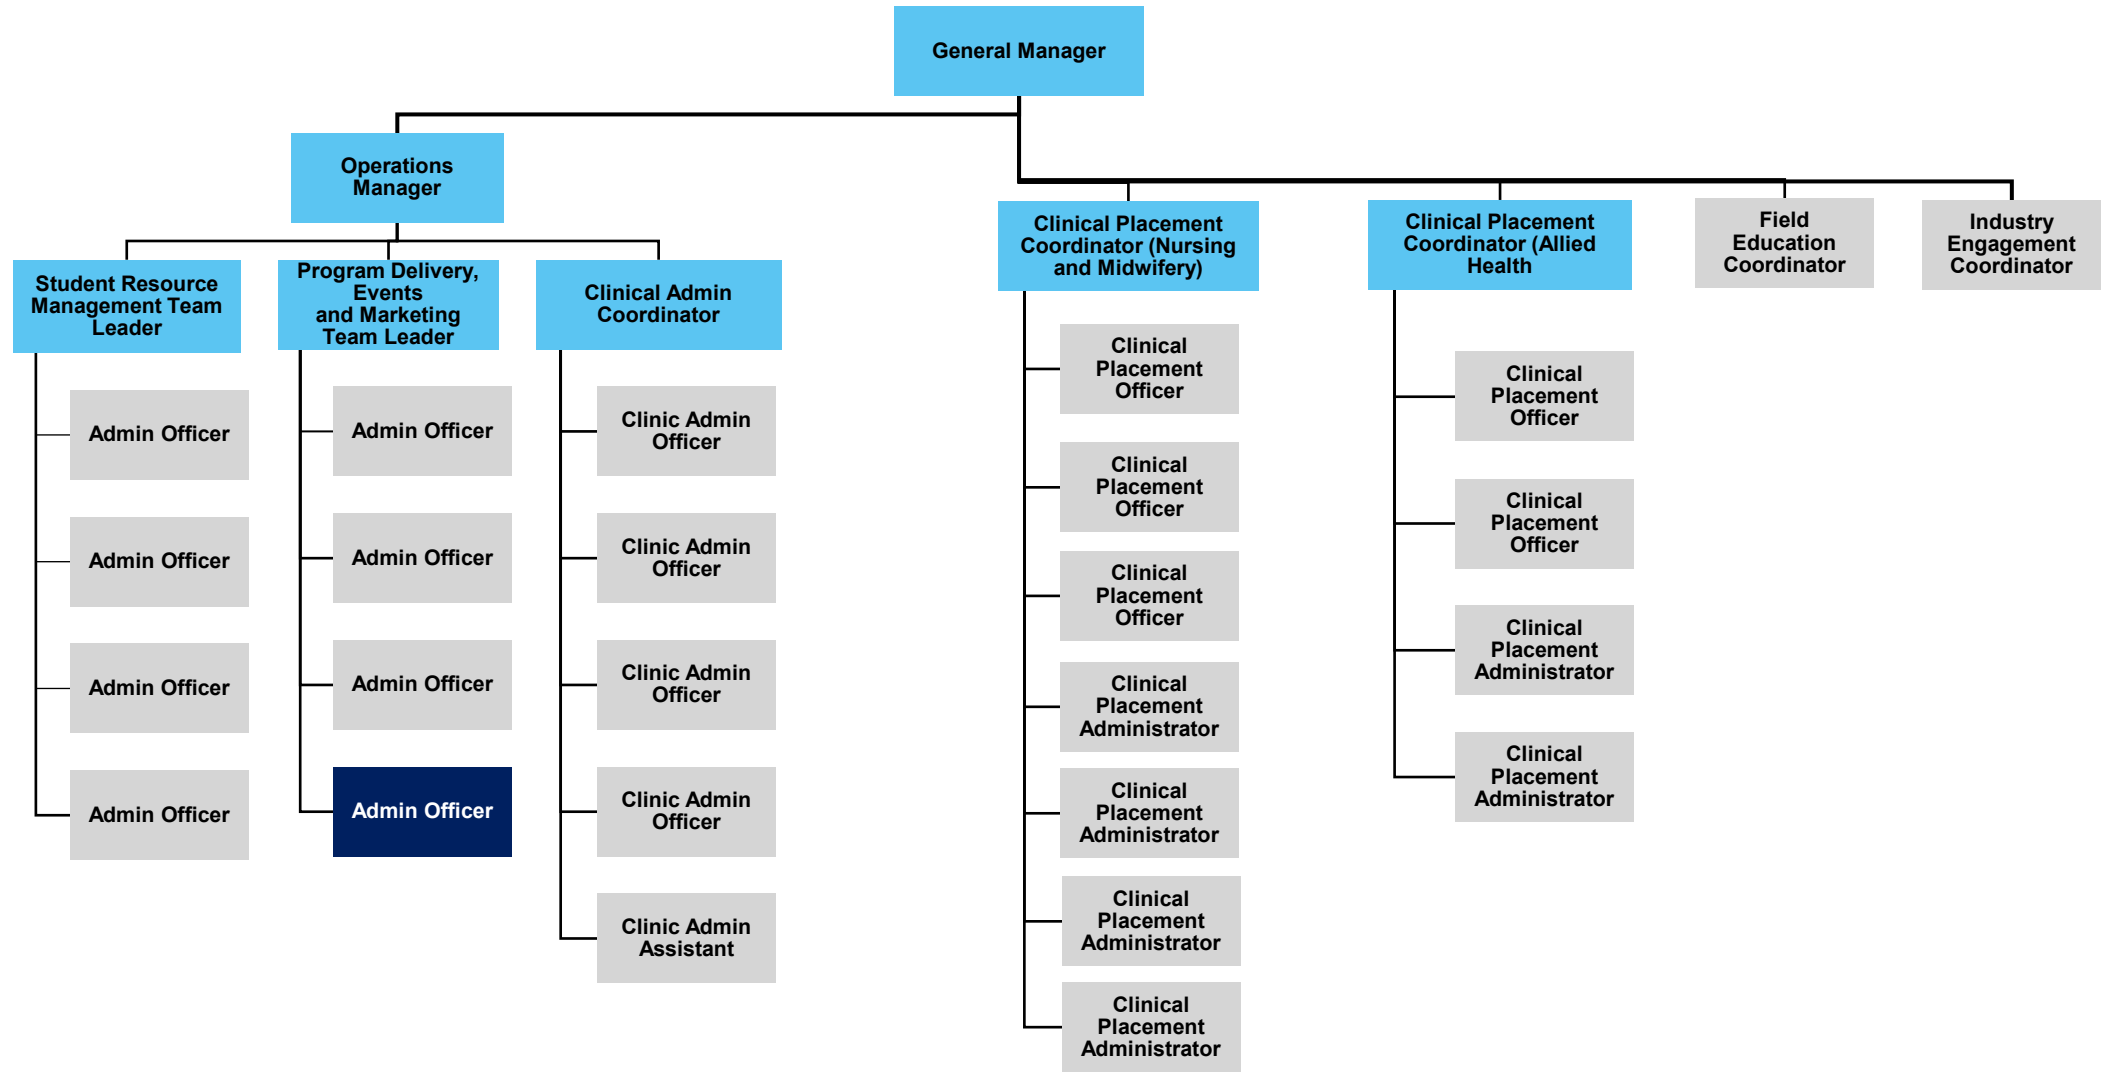 General Manager
Operations
Manager
Clinical Placement
Coordinator (Nursing
and Midwifery)
Clinical Placement
Coordinator (Allied
Health
Field
Education
Coordinator
Industry
Engagement
Coordinator
Student Resource
Management Team
Leader
Program Delivery,
Events
and Marketing
Team Leader
Clinical Admin
Coordinator
Admin Officer
Admin Officer
Admin Officer
Admin Officer
Admin Officer
Admin Officer
Admin Officer
Admin Officer
Clinic Admin
Officer
Clinic Admin
Officer
Clinic Admin
Officer
Clinic Admin
Officer
Clinic Admin
Assistant
Clinical
Placement
Officer
Clinical
Placement
Officer
Clinical
Placement
Officer
Clinical
Placement
Administrator
Clinical
Placement
Administrator
Clinical
Placement
Administrator
Clinical
Placement
Administrator
Clinical
Placement
Officer
Clinical
Placement
Officer
Clinical
Placement
Administrator
Clinical
Placement
Administrator